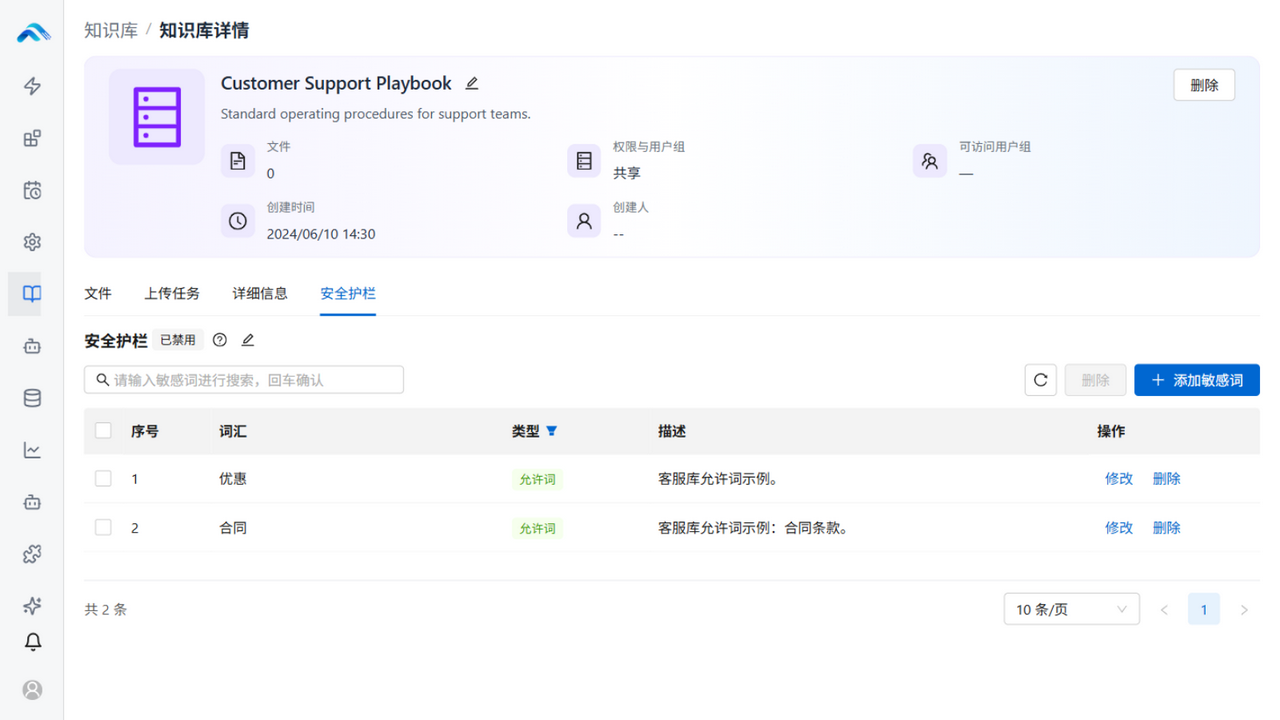 知识库 / 知识库详情
Customer Support Playbook
删除
Standard operating procedures for support teams.
文件
0
权限与用户组
共享
可访问用户组
—
创建时间
2024/06/10 14:30
创建人
--
文件 上传任务 详细信息 安全护栏
安全护栏 已禁用
请输入敏感词进行搜索，回车确认
删除 添加敏感词
序号 词汇 类型 描述 操作
1 优惠 允许词 客服库允许词示例。 修改 删除
2 合同 允许词 客服库允许词示例：合同条款。 修改 删除
共 2 条 10 条/页 1